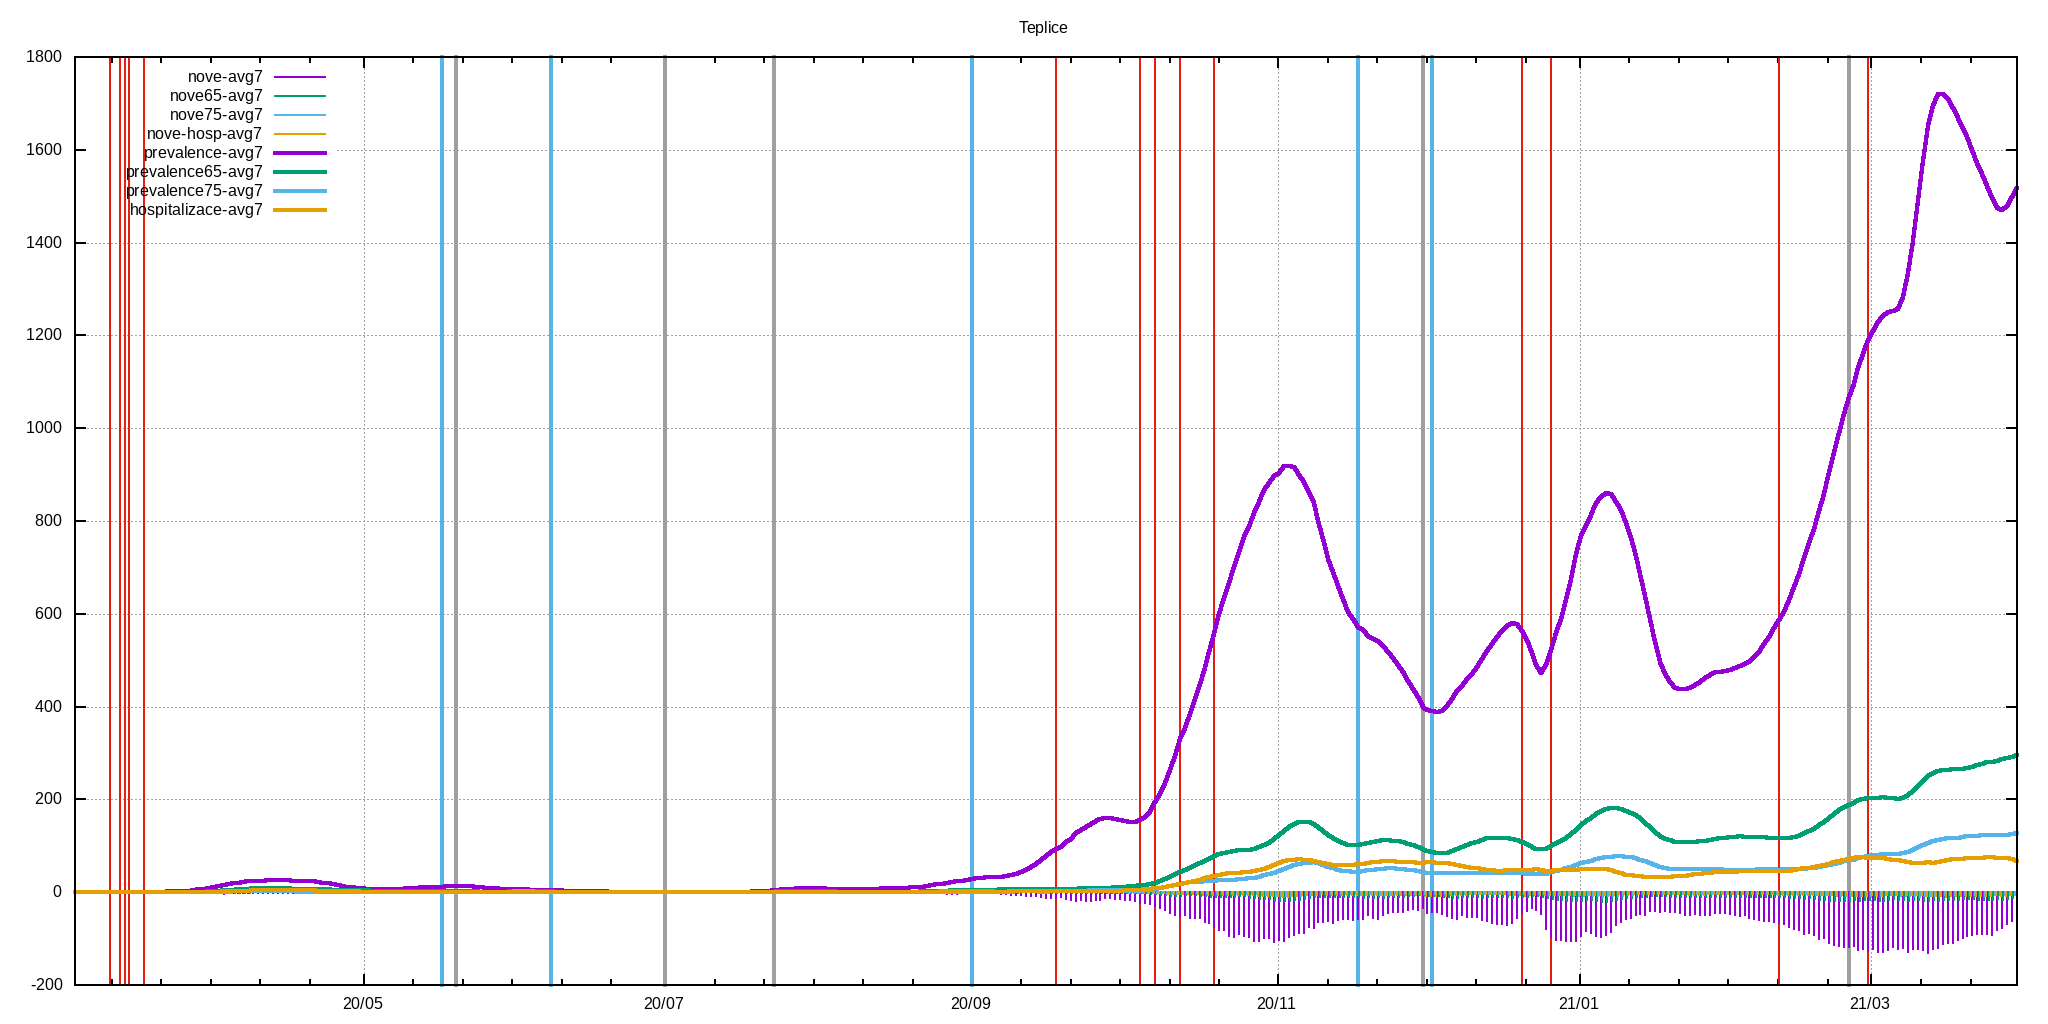 Teplice
1800
1600
1400
1200
1000
800
600
400
200
0
-200
nove-avg7
nove65-avg7
nove75-avg7
nove-hosp-avg7
prevalence-avg7
prevalence65-avg7
prevalence75-avg7
hospitalizace-avg7
20/05 20/07 20/09 20/11 21/01 21/03